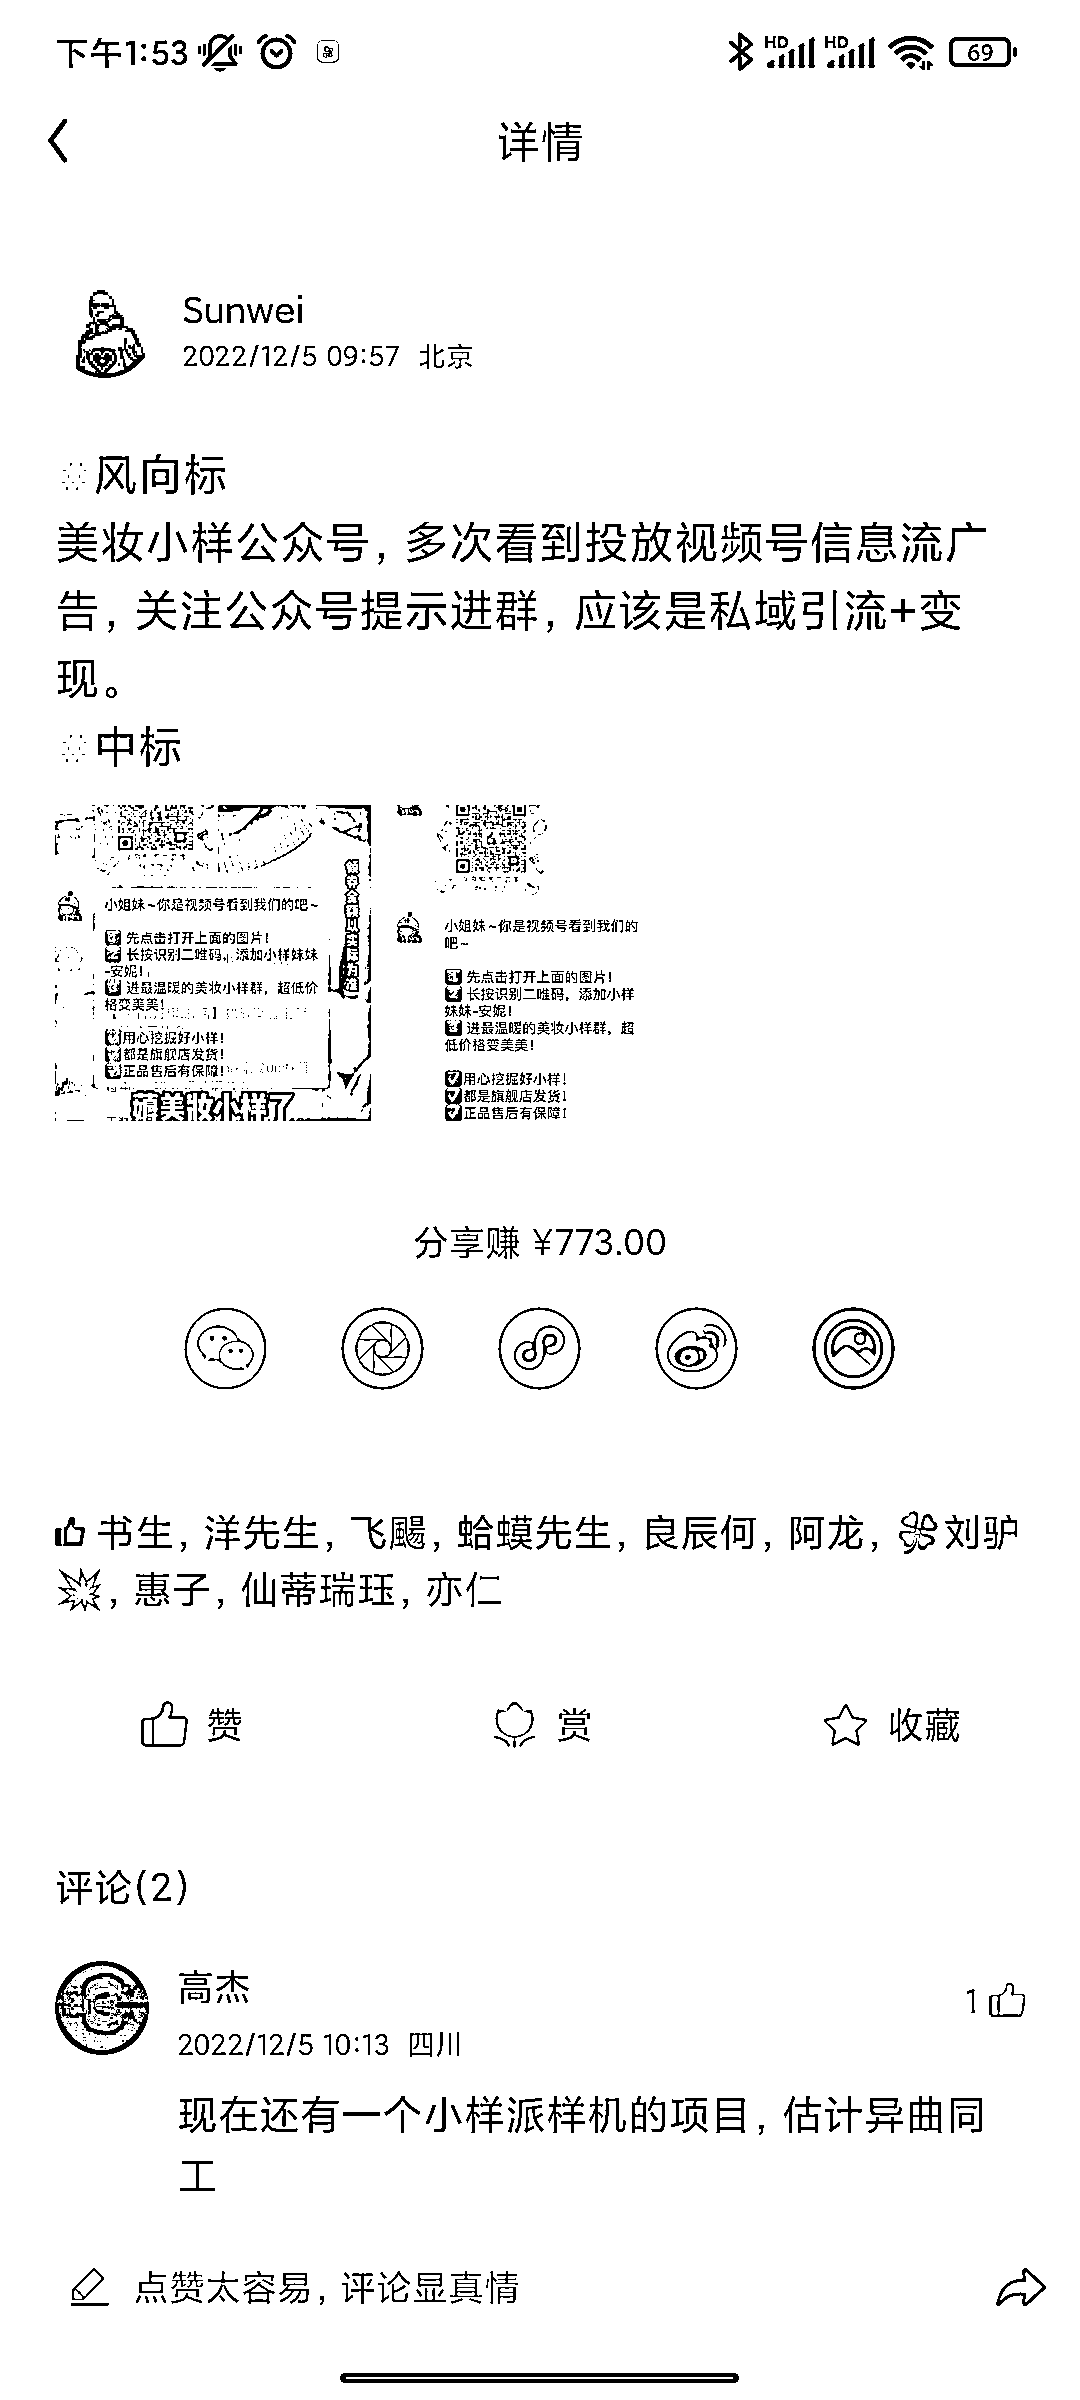 下午1:53
HD HD 69
详情
Sunwei
2022/12/5 09:57 北京
#风向标
美妆小样公众号，多次看到投放视频号信息流广
告，关注公众号提示进群，应该是私域引流+变
现。
#中标
小姐妹~你是视频号看到我们的吧~
先点击打开上面的图片！
长按识别二唯码，添加小样妹妹
-安妮！
进最温暖的美妆小样群，超低价
格变美美！
用心挖掘好小样！
都是旗舰店发货！
正品售后有保障！
薅美妝小样了
小姐妹~你是视频号看到我们的
吧~
1 先点击打开上面的图片！
2 长按识别二唯码，添加小样
妹妹-安妮！
3 进最温暖的美妆小样群，超
低价格变美美！
用心挖掘好小样！
都是旗舰店发货！
正品售后有保障！
分享赚 ¥773.00
书生，洋先生，飞飏，蛤蟆先生，良辰何，阿龙，🍀刘驴
💥，惠子，仙蒂瑞珏，亦仁
赞 赏 收藏
评论(2)
高杰
1
2022/12/5 10:13 四川
现在还有一个小样派样机的项目，估计异曲同
工
点赞太容易，评论显真情